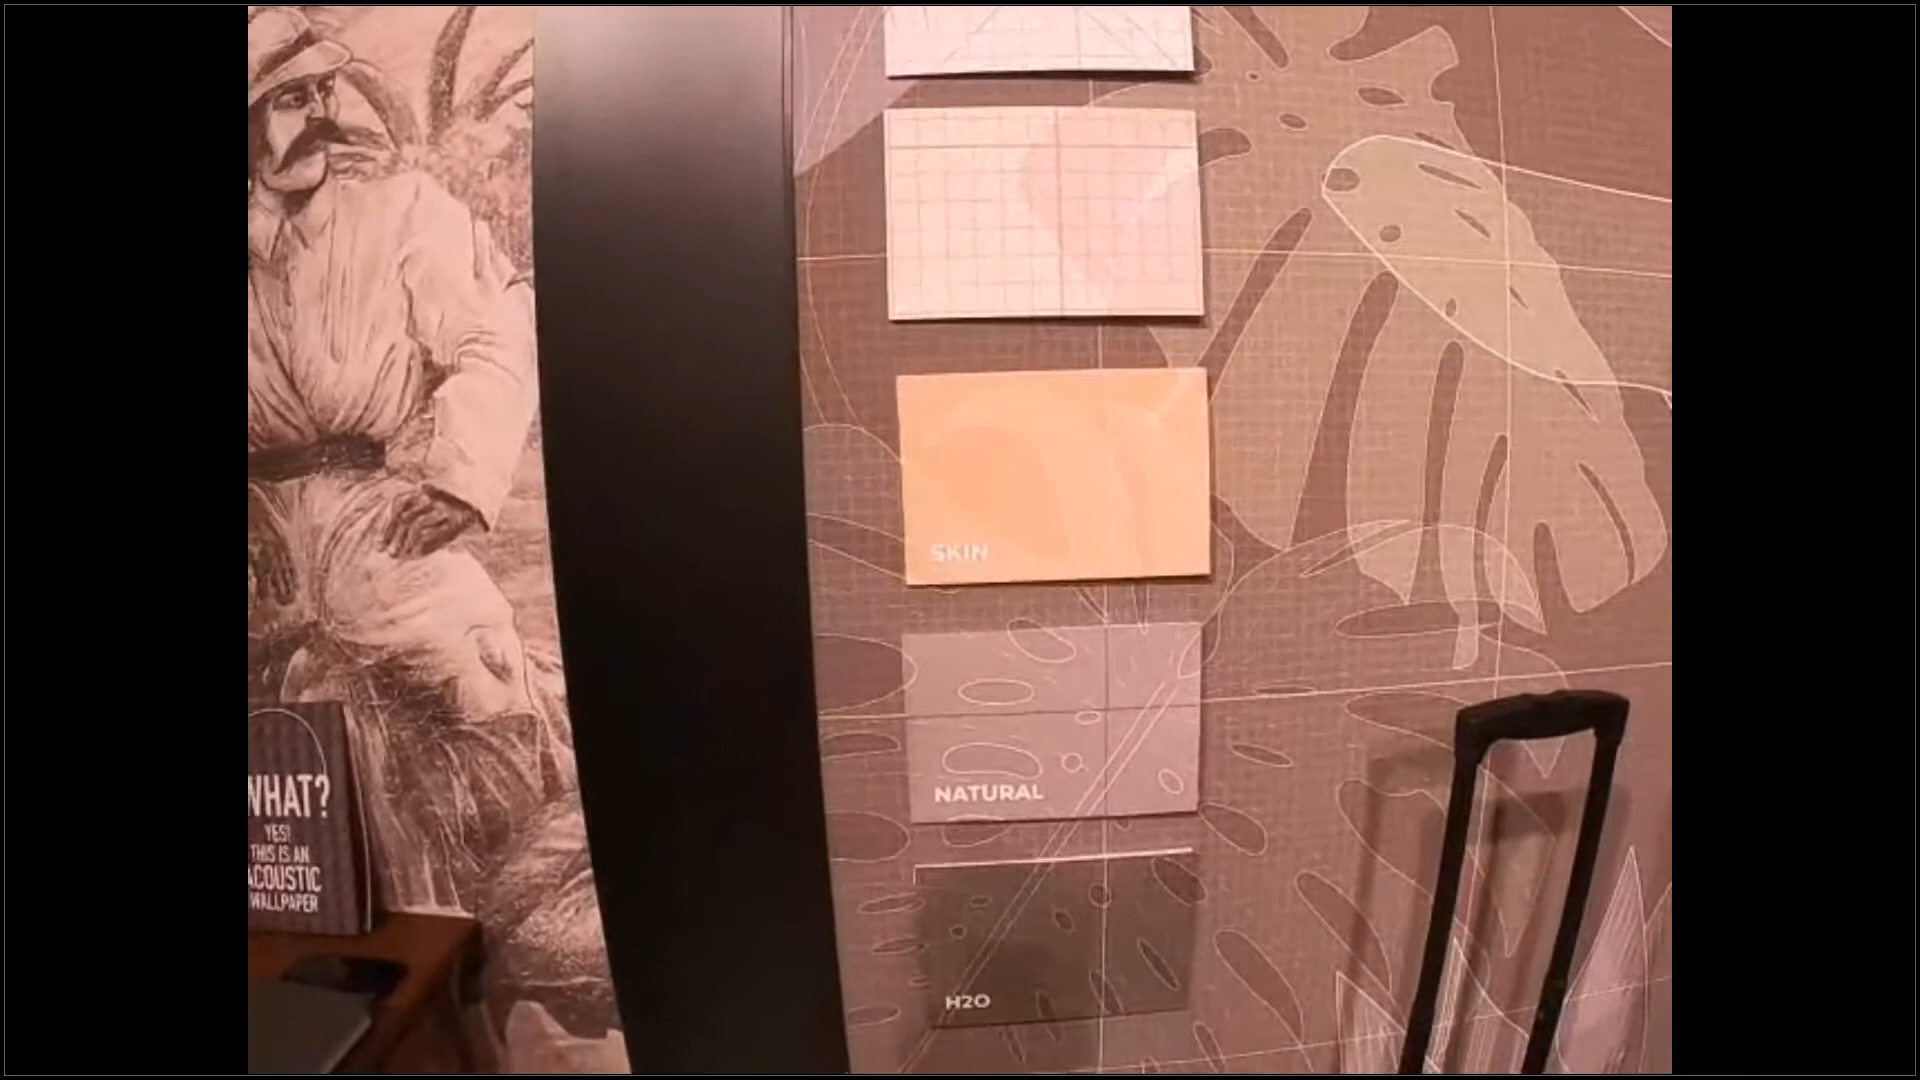 SKIN
NATURAL
H2O
WHAT?
YES!
THIS IS AN
ACOUSTIC
WALLPAPER